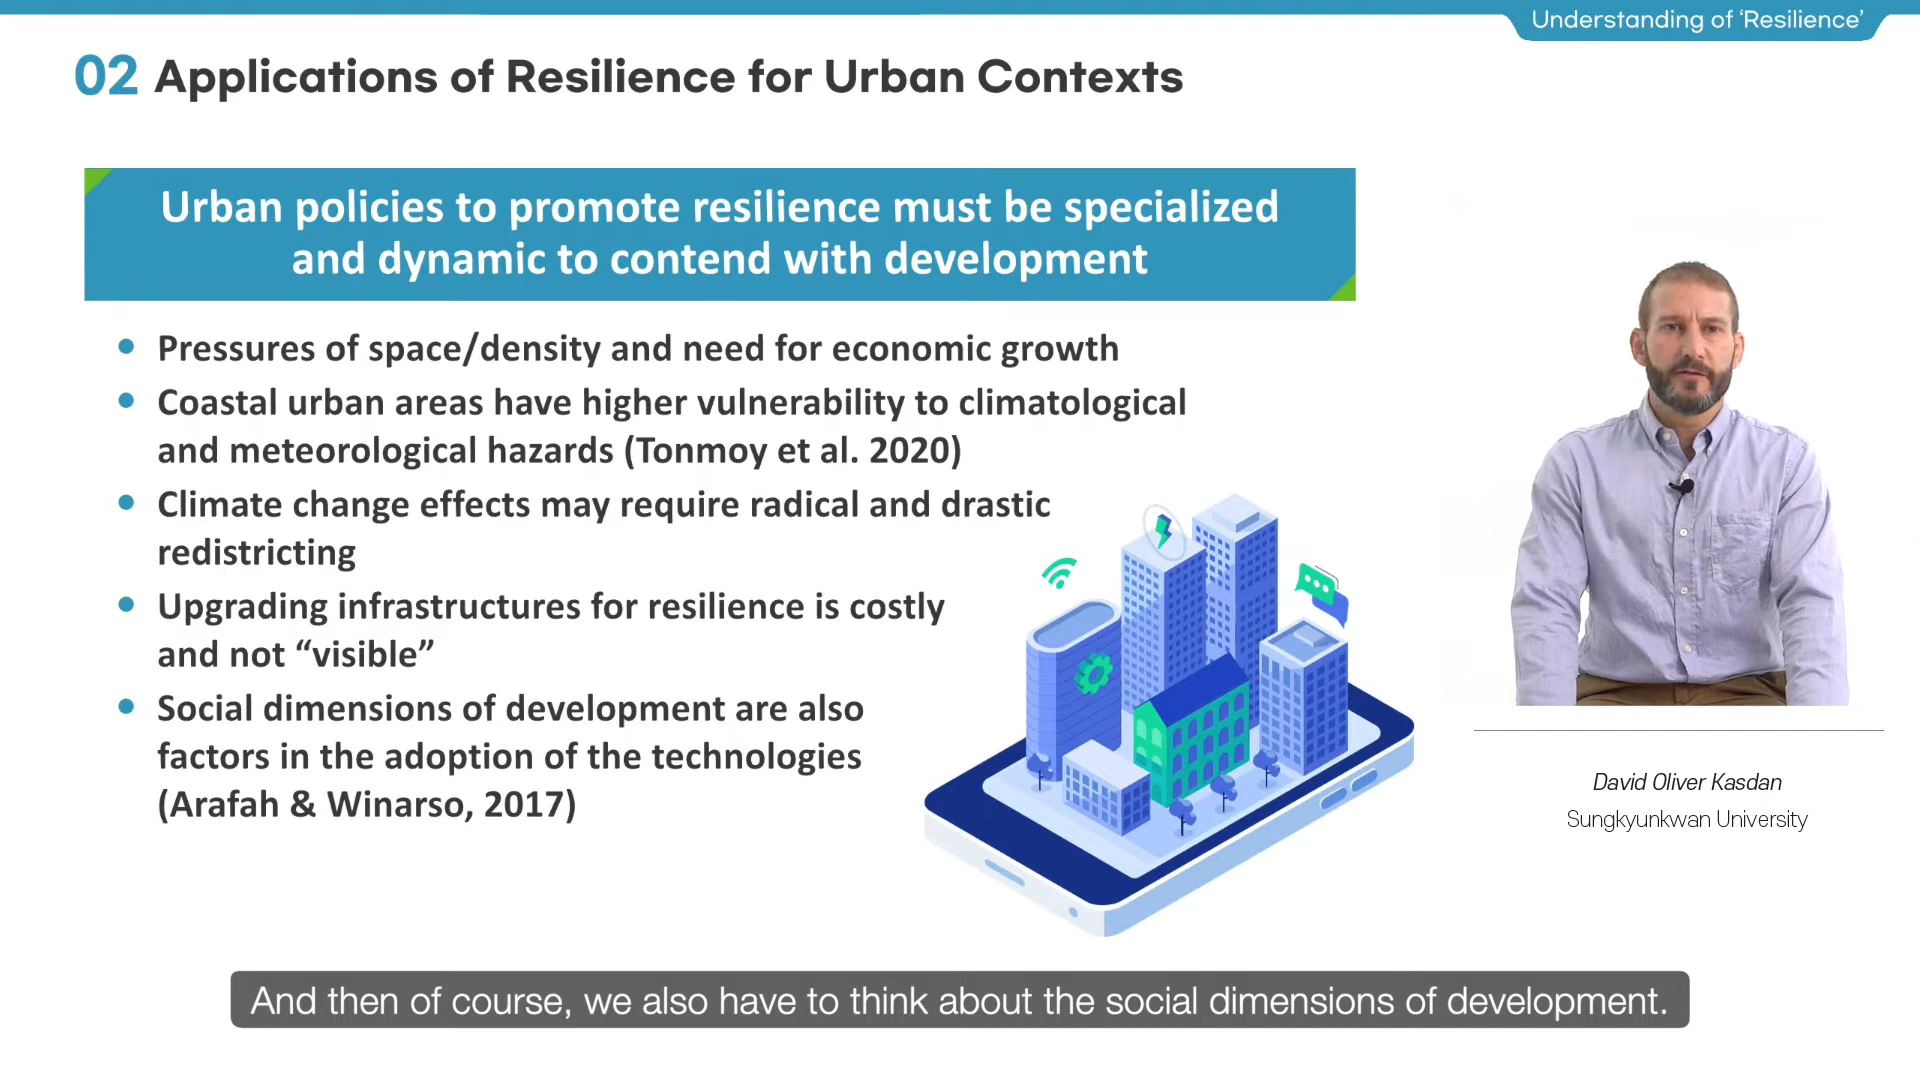 Understanding of ‘Resilience’
02 Applications of Resilience for Urban Contexts
Urban policies to promote resilience must be specialized
and dynamic to contend with development
• Pressures of space/density and need for economic growth
• Coastal urban areas have higher vulnerability to climatological
and meteorological hazards (Tonmoy et al. 2020)
• Climate change effects may require radical and drastic
redistricting
• Upgrading infrastructures for resilience is costly
and not “visible”
• Social dimensions of development are also
factors in the adoption of the technologies
(Arafah & Winarso, 2017)
David Oliver Kasdan
Sungkyunkwan University
And then of course, we also have to think about the social dimensions of development.